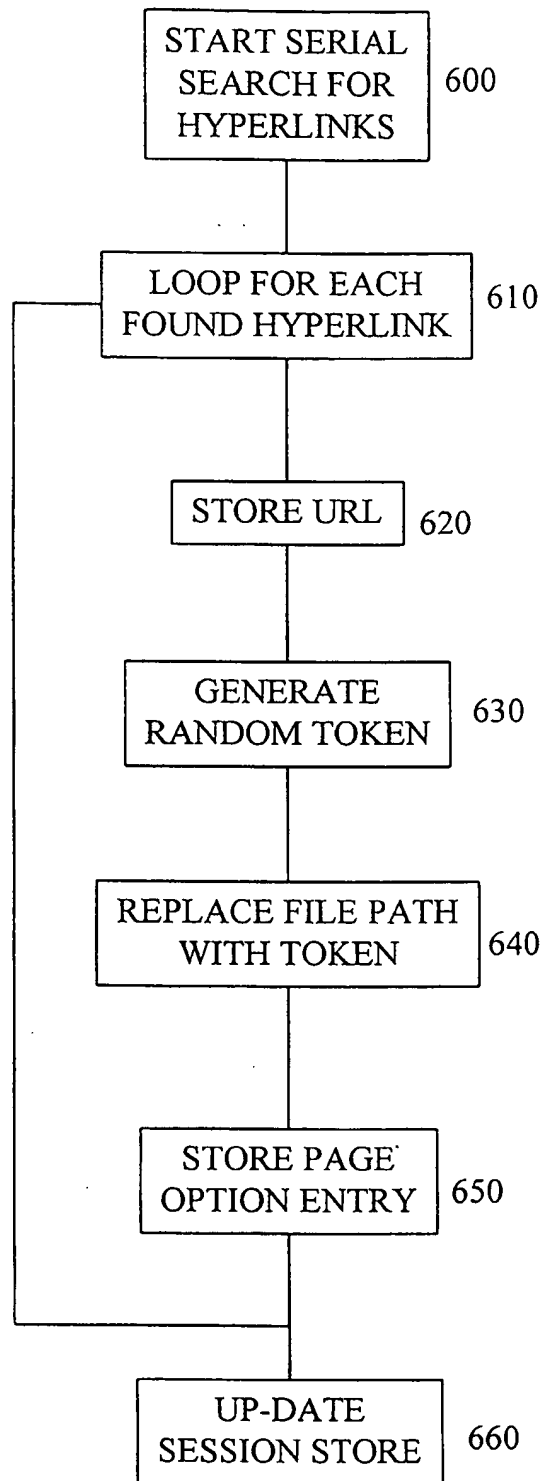 START SERIAL
SEARCH FOR
HYPERLINKS
600
LOOP FOR EACH
FOUND HYPERLINK
610
STORE URL
620
GENERATE
RANDOM TOKEN
630
REPLACE FILE PATH
WITH TOKEN
640
STORE PAGE
OPTION ENTRY
650
UP-DATE
SESSION STORE
660